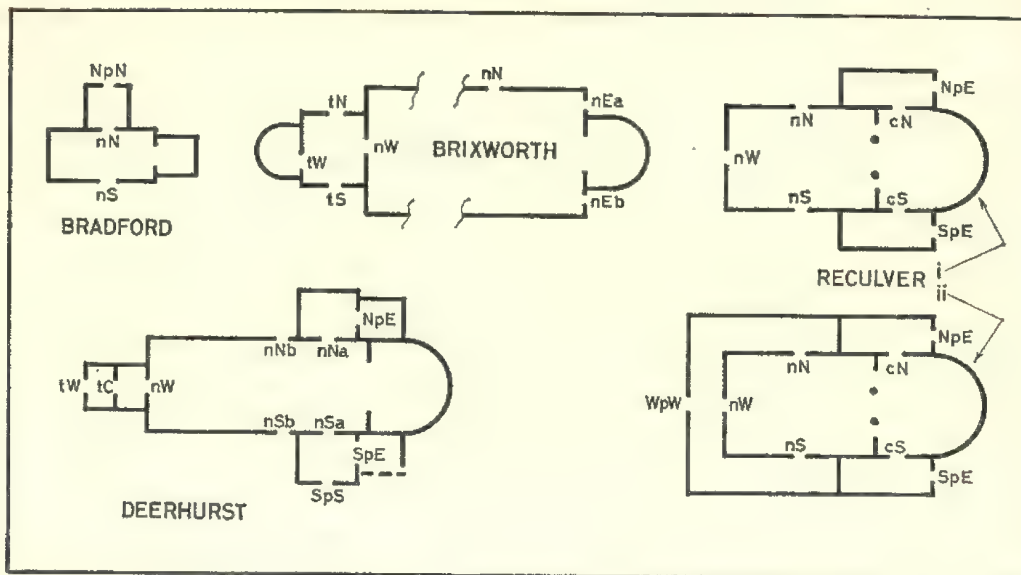 NpN
nN
nS
BRADFORD
nN
tN
nEa
nW
BRIXWORTH
tW
tS
nEb
NpE
nN
cN
nW
nS
cS
SpE
RECULVER
i
ii
NpE
nNb
nNa
tW
tC
nW
nSb
nSa
SpE
SpS
DEERHURST
NpE
nN
cN
WpW
nW
nS
cS
SpE